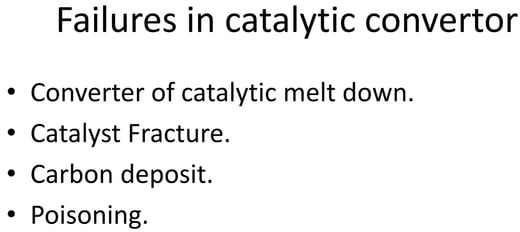 Failures in catalytic convertor
• Converter of catalytic melt down.
• Catalyst Fracture.
• Carbon deposit.
• Poisoning.